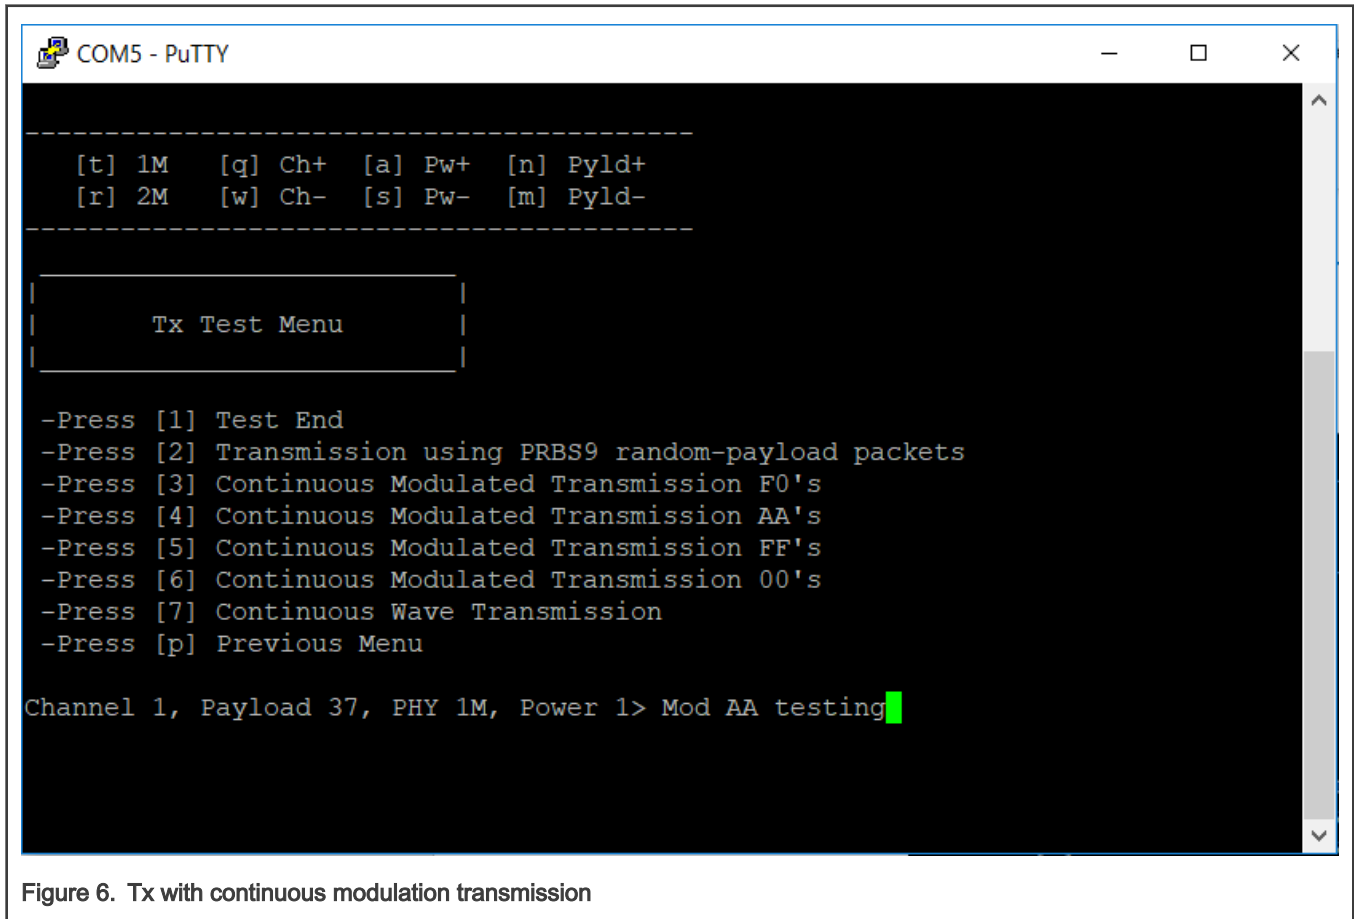 COM5 - PuTTY
--------------------------------------------
[t] 1M [q] Ch+ [a] Pw+ [n] Pyld+
[r] 2M [w] Ch- [s] Pw- [m] Pyld-
--------------------------------------------
Tx Test Menu
-Press [1] Test End
-Press [2] Transmission using PRBS9 random-payload packets
-Press [3] Continuous Modulated Transmission F0's
-Press [4] Continuous Modulated Transmission AA's
-Press [5] Continuous Modulated Transmission FF's
-Press [6] Continuous Modulated Transmission 00's
-Press [7] Continuous Wave Transmission
-Press [p] Previous Menu
Channel 1, Payload 37, PHY 1M, Power 1> Mod AA testing
Figure 6. Tx with continuous modulation transmission